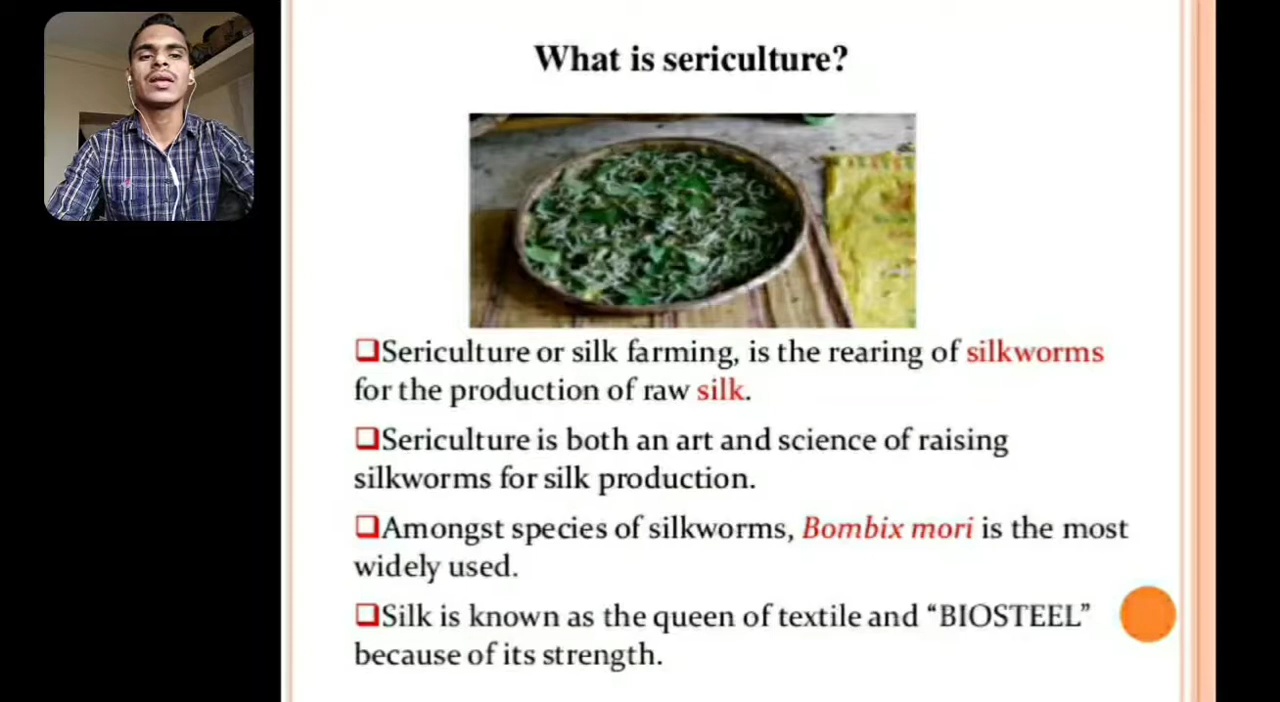 What is sericulture?
❑Sericulture or silk farming, is the rearing of silkworms
for the production of raw silk.
❑Sericulture is both an art and science of raising
silkworms for silk production.
❑Amongst species of silkworms, Bombix mori is the most
widely used.
❑Silk is known as the queen of textile and “BIOSTEEL”
because of its strength.